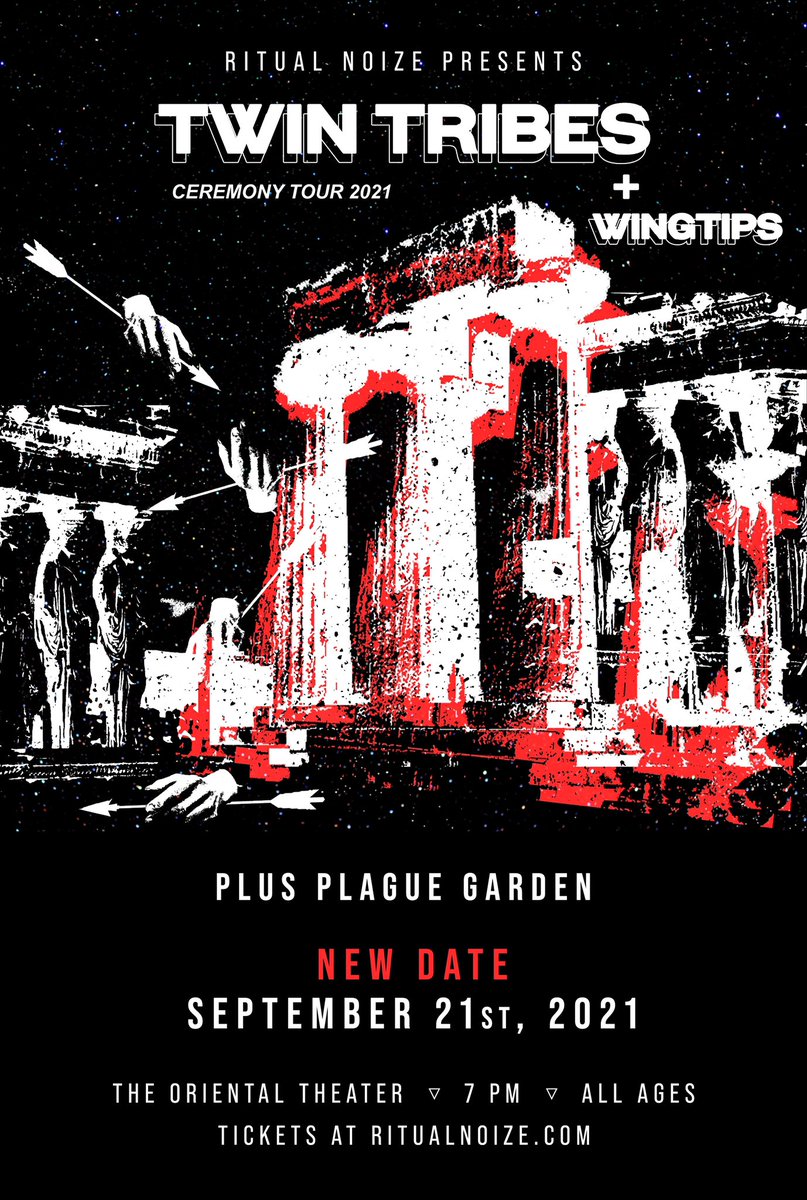 RITUAL NOIZE PRESENTS
TWIN TRIBES
CEREMONY TOUR 2021
+
WINGTIPS
PLUS PLAGUE GARDEN
NEW DATE
SEPTEMBER 21ST, 2021
THE ORIENTAL THEATER ▽ 7 PM ▽ ALL AGES
TICKETS AT RITUALNOIZE.COM